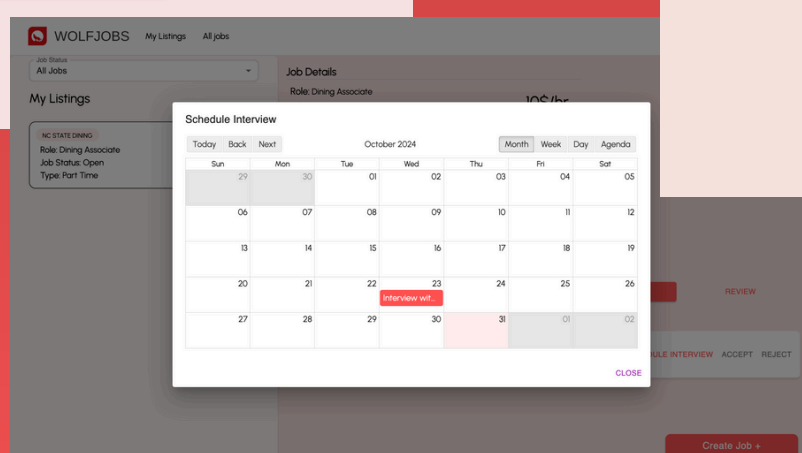 WOLFJOBS My Listings All jobs
Job Status
All Jobs
My Listings
NC STATE DINING
Role: Dining Associate
Job Status: Open
Type: Part Time
Job Details
Role: Dining Associate
10$/hr
Schedule Interview
Today Back Next October 2024 Month Week Day Agenda
Sun Mon Tue Wed Thu Fri Sat
29 30 01 02 03 04 05
06 07 08 09 10 11 12
13 14 15 16 17 18 19
20 21 22 23 24 25 26
Interview wit...
27 28 29 30 31 01 02
CLOSE
REVIEW
ULE INTERVIEW ACCEPT REJECT
Create Job +